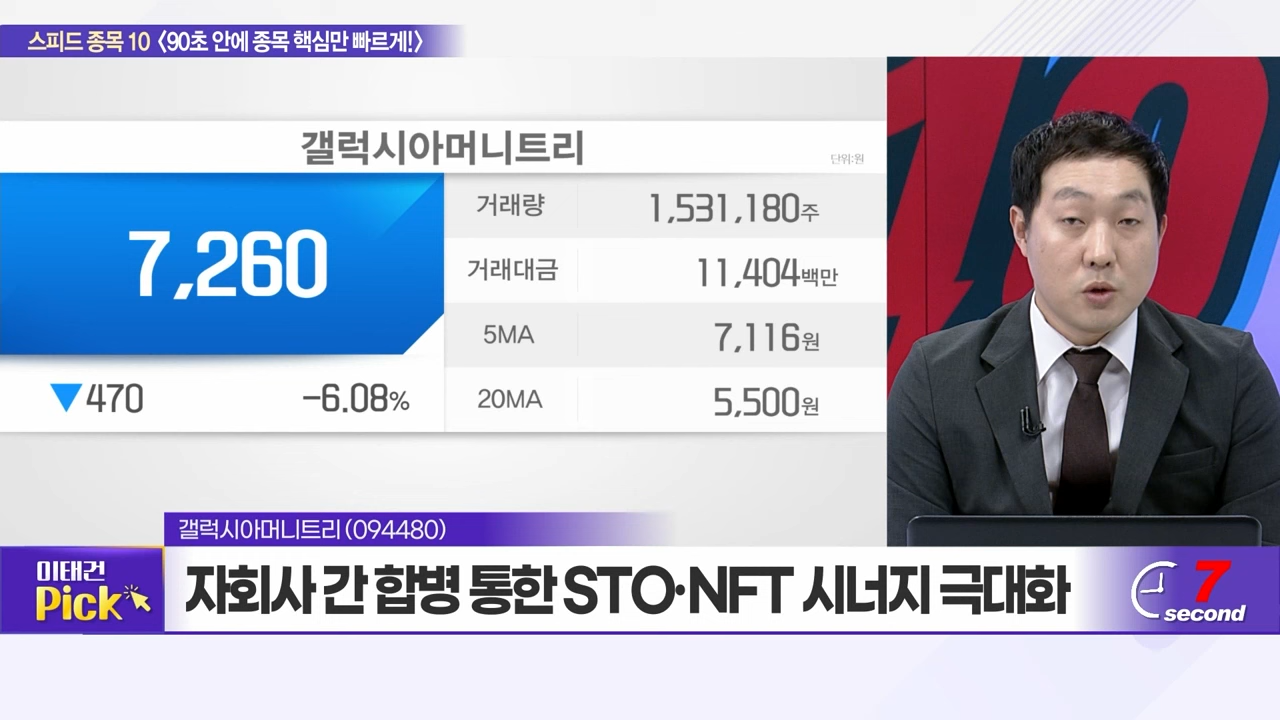 스피드 종목 10 〈90초 안에 종목 핵심만 빠르게!〉
갤럭시아머니트리
단위:원
7,260
▼470 -6.08%
거래량 1,531,180주
거래대금 11,404백만
5MA 7,116원
20MA 5,500원
10
갤럭시아머니트리(094480)
이태건
Pick
자회사 간 합병 통한 STO·NFT 시너지 극대화
7
second